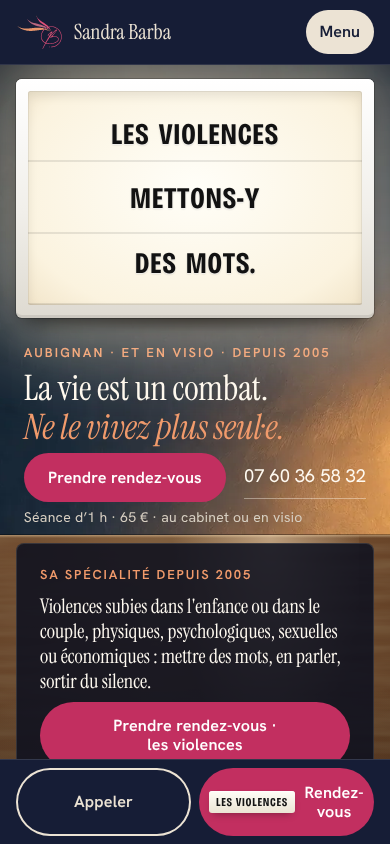 Sandra Barba
Menu
LES VIOLENCES
METTONS-Y
DES MOTS.
AUBIGNAN · ET EN VISIO · DEPUIS 2005
La vie est un combat.
Ne le vivez plus seul·e.
Prendre rendez-vous
07 60 36 58 32
Séance d’1 h · 65 € · au cabinet ou en visio
SA SPÉCIALITÉ DEPUIS 2005
Violences subies dans l'enfance ou dans le
couple, physiques, psychologiques, sexuelles
ou économiques : mettre des mots, en parler,
sortir du silence.
Prendre rendez-vous ·
les violences
Appeler
LES VIOLENCES
Rendez-
vous